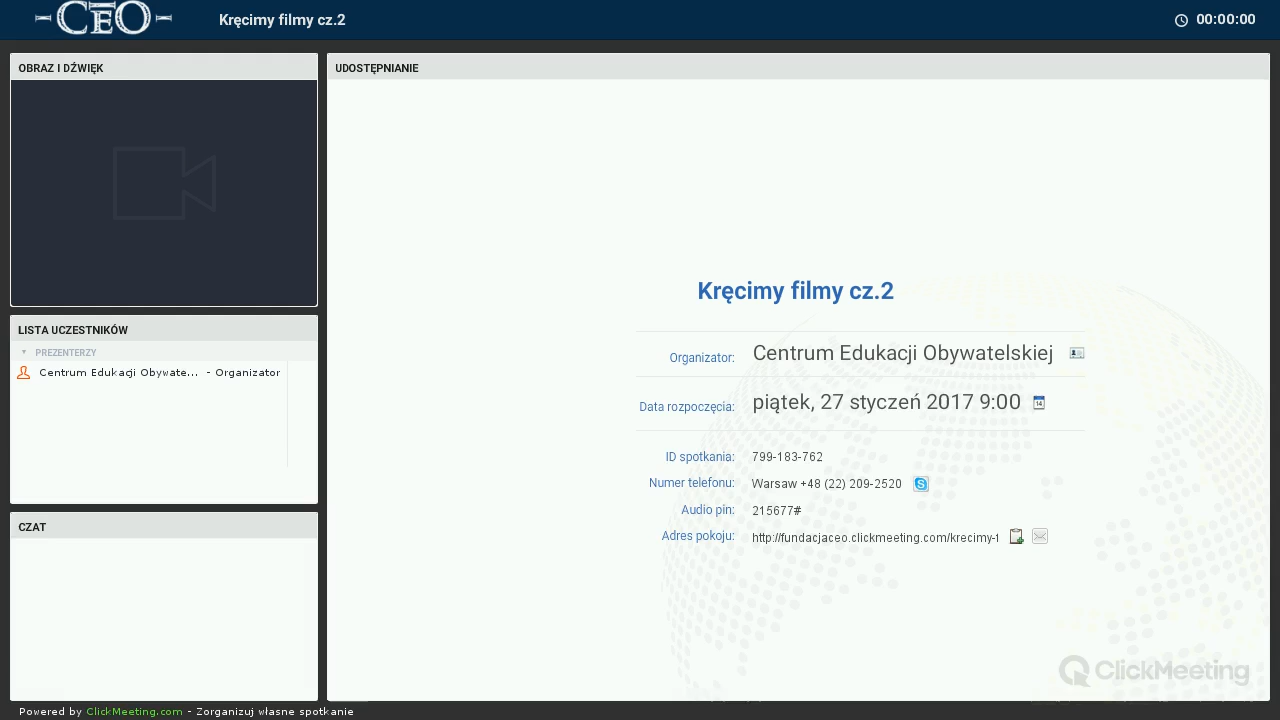 CEO
Kręcimy filmy cz.2
00:00:00
OBRAZ I DŹWIĘK
UDOSTĘPNIANIE
Kręcimy filmy cz.2
Organizator: Centrum Edukacji Obywatelskiej
Data rozpoczęcia: piątek, 27 styczeń 2017 9:00
14
ID spotkania: 799-183-762
Numer telefonu: Warsaw +48 (22) 209-2520
Audio pin: 215677#
Adres pokoju: http://fundacjaceo.clickmeeting.com/krecimy-f
LISTA UCZESTNIKÓW
PREZENTERZY
Centrum Edukacji Obywate... - Organizator
CZAT
ClickMeeting
Powered by ClickMeeting.com - Zorganizuj własne spotkanie